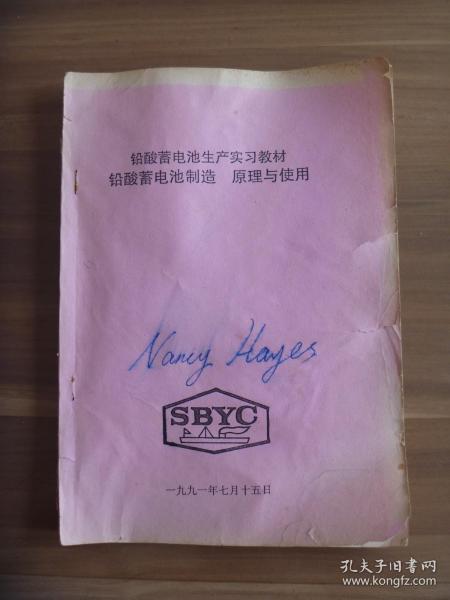 铅酸蓄电池生产实习教材
铅酸蓄电池制造 原理与使用
Nancy Hayes
SBYC
一九九一年七月十五日
孔夫子旧书网
www.kongfz.com